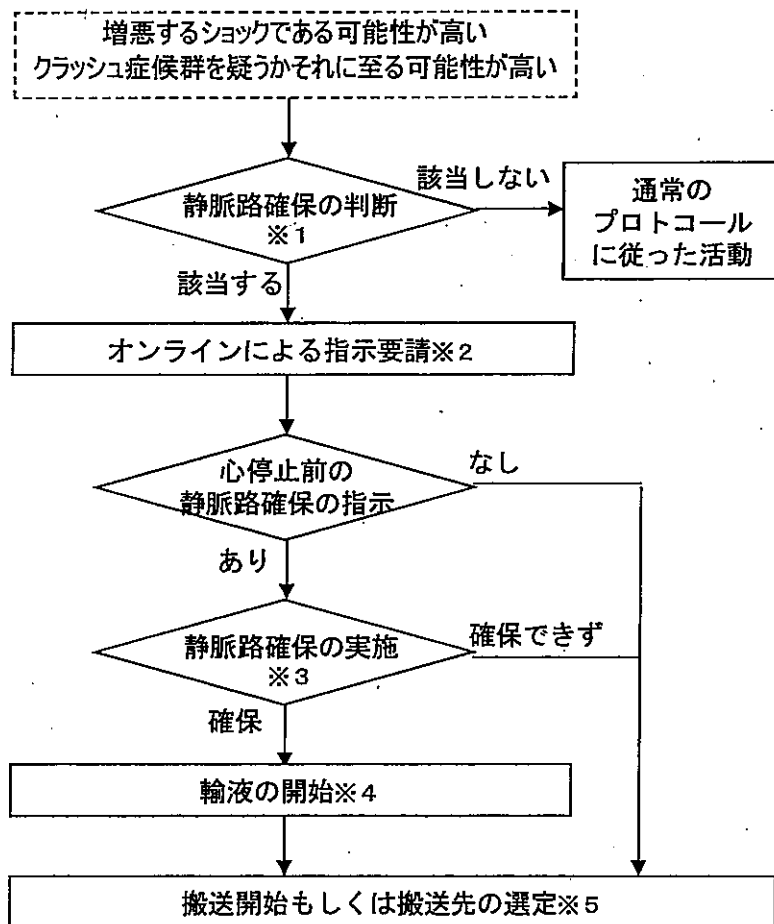 増悪するショックである可能性が高い
クラッシュ症候群を疑うかそれに至る可能性が高い
静脈路確保の判断
※1
該当しない
通常の
プロトコール
に従った活動
該当する
オンラインによる指示要請※2
心停止前の
静脈路確保の指示
なし
あり
静脈路確保の実施
※3
確保できず
確保
輸液の開始※4
搬送開始もしくは搬送先の選定※5